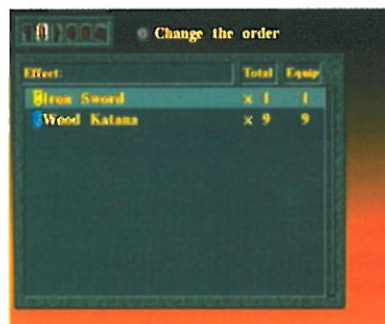 Change the order
Effect: Total Equip
Iron Sword x 1 1
Wood Katana x 9 9